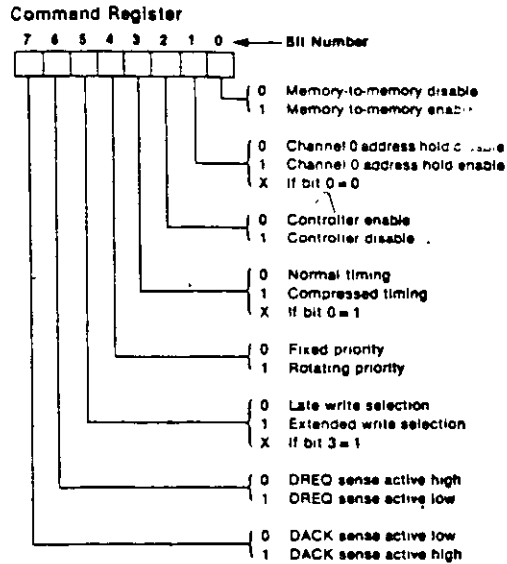 Command Register
7 6 5 4 3 2 1 0 Bit Number
0 Memory-to-memory disable
1 Memory-to-memory
0 Channel 0 address hold
1 Channel 0 address hold enable
X If bit 0 = 0
0 Controller enable
1 Controller disable
0 Normal timing
1 Compressed timing
X If bit 0 = 1
0 Fixed priority
1 Rotating priority
0 Late write selection
1 Extended write selection
X If bit 3 = 1
0 DREQ sense active high
1 DREQ sense active low
0 DACK sense active low
1 DACK sense active high